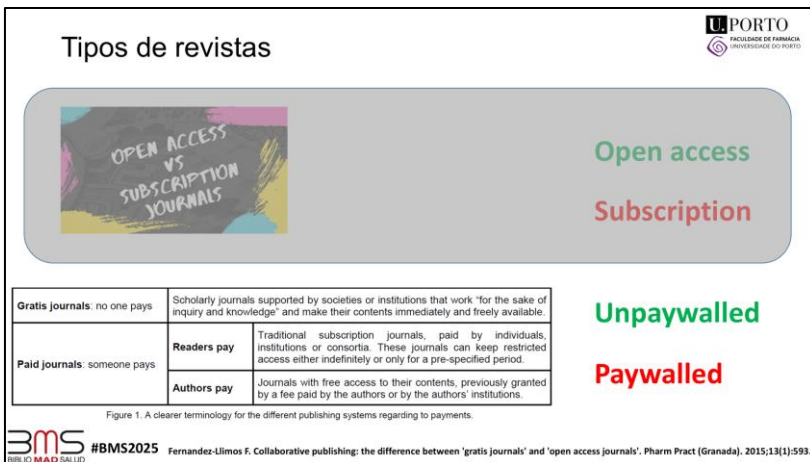 Tipos de revistas
U. PORTO
FACULDADE DE FARMÁCIA
UNIVERSIDADE DO PORTO
OPEN ACCESS
VS
SUBSCRIPTION
JOURNALS
Open access
Subscription
Gratis journals: no one pays
Scholarly journals supported by societies or institutions that work "for the sake of
inquiry and knowledge" and make their contents immediately and freely available.
Paid journals: someone pays
Readers pay
Traditional subscription journals, paid by individuals,
institutions or consortia. These journals can keep restricted
access either indefinitely or only for a pre-specified period.
Authors pay
Journals with free access to their contents, previously granted
by a fee paid by the authors or by the authors' institutions.
Figure 1. A clearer terminology for the different publishing systems regarding to payments.
Unpaywalled
Paywalled
BMS
BIBLIO MAD SALUD
#BMS2025
Fernandez-Llimos F. Collaborative publishing: the difference between 'gratis journals' and 'open access journals'. Pharm Pract (Granada). 2015;13(1):593